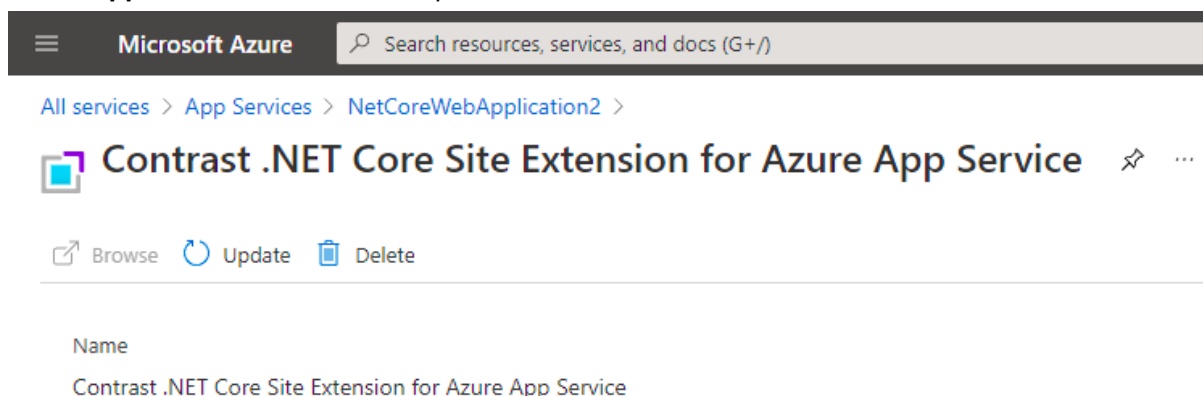 Microsoft Azure Search resources, services, and docs (G+/)
All services > App Services > NetCoreWebApplication2 >
Contrast .NET Core Site Extension for Azure App Service ...
Browse Update Delete
Name
Contrast .NET Core Site Extension for Azure App Service